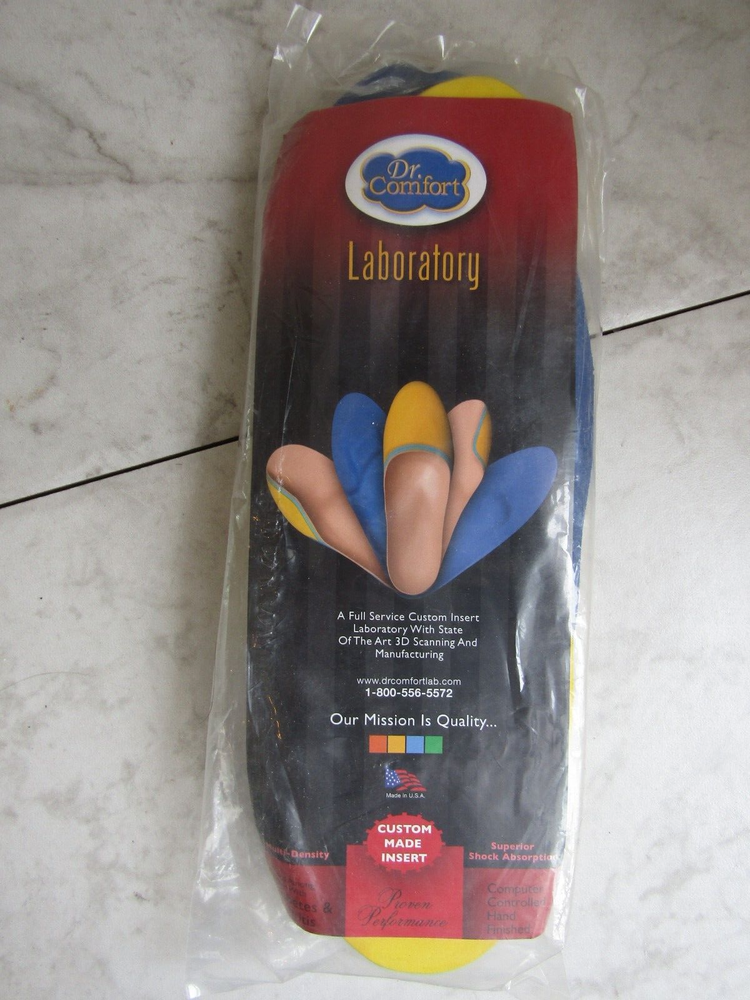 Dr.
Comfort
Laboratory
A Full Service Custom Insert
Laboratory With State
Of The Art 3D Scanning And
Manufacturing
www.drcomfortlab.com
1-800-556-5572
Our Mission Is Quality...
Made in U.S.A.
CUSTOM
MADE
INSERT
-Density
Superior
Shock Absorption
Proven
Performance
&
Computer
Controlled
Hand
Finished